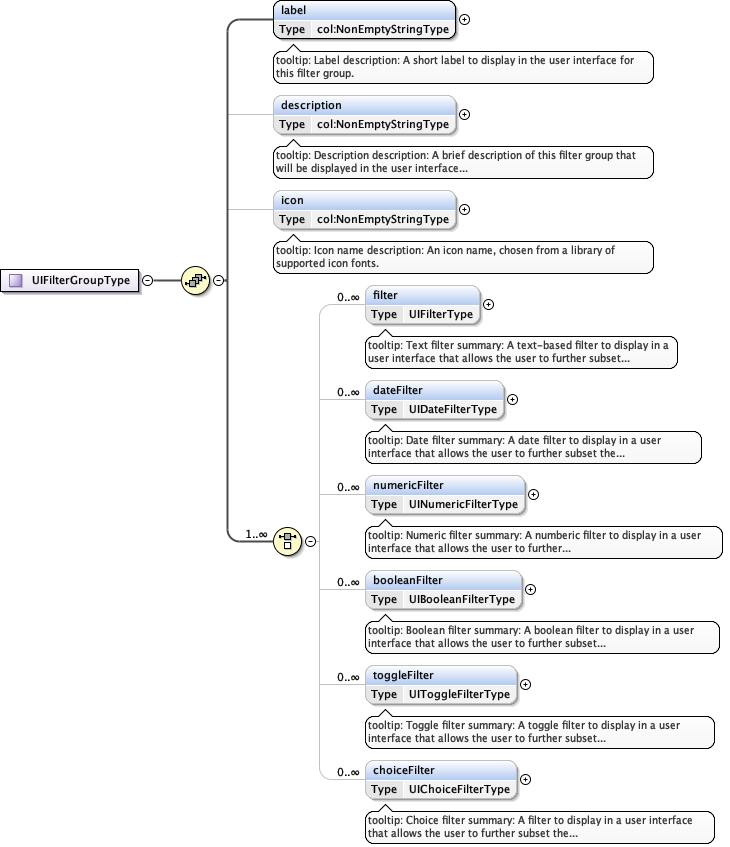 label
Type col:NonEmptyStringType
tooltip: Label description: A short label to display in the user interface for
this filter group.
description
Type col:NonEmptyStringType
tooltip: Description description: A brief description of this filter group that
will be displayed in the user interface...
icon
Type col:NonEmptyStringType
tooltip: Icon name description: An icon name, chosen from a library of
supported icon fonts.
UIFilterGroupType
1..∞
0..∞
filter
Type UIFilterType
tooltip: Text filter summary: A text-based filter to display in a
user interface that allows the user to further subset...
0..∞
dateFilter
Type UIDateFilterType
tooltip: Date filter summary: A date filter to display in a user
interface that allows the user to further subset the...
0..∞
numericFilter
Type UINumericFilterType
tooltip: Numeric filter summary: A numberic filter to display in a user
interface that allows the user to further...
0..∞
booleanFilter
Type UIBooleanFilterType
tooltip: Boolean filter summary: A boolean filter to display in a user
interface that allows the user to further subset...
0..∞
toggleFilter
Type UIToggleFilterType
tooltip: Toggle filter summary: A toggle filter to display in a user
interface that allows the user to further subset...
0..∞
choiceFilter
Type UIChoiceFilterType
tooltip: Choice filter summary: A filter to display in a user interface
that allows the user to further subset the...